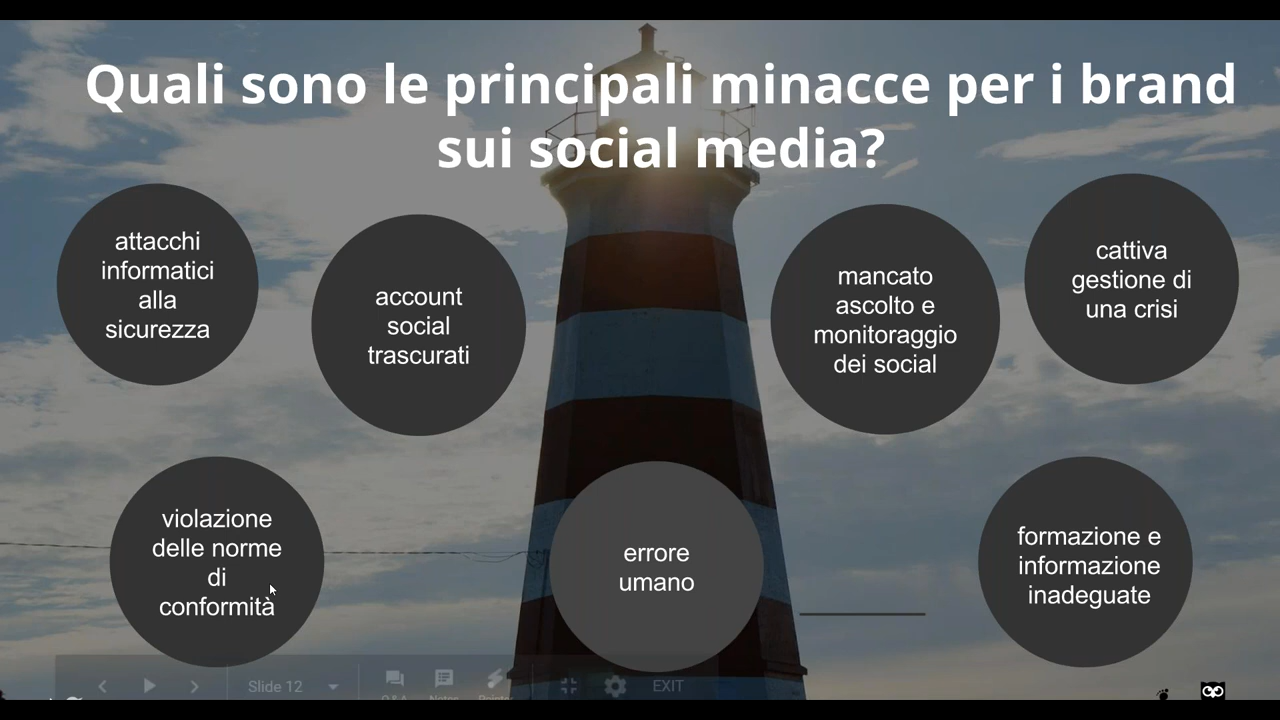 Quali sono le principali minacce per i brand
sui social media?
attacchi
informatici
alla
sicurezza
account
social
trascurati
mancato
ascolto e
monitoraggio
dei social
cattiva
gestione di
una crisi
violazione
delle norme
di
conformità
errore
umano
formazione e
informazione
inadeguate
Slide 12
Q&A
Notes
Pointer
EXIT